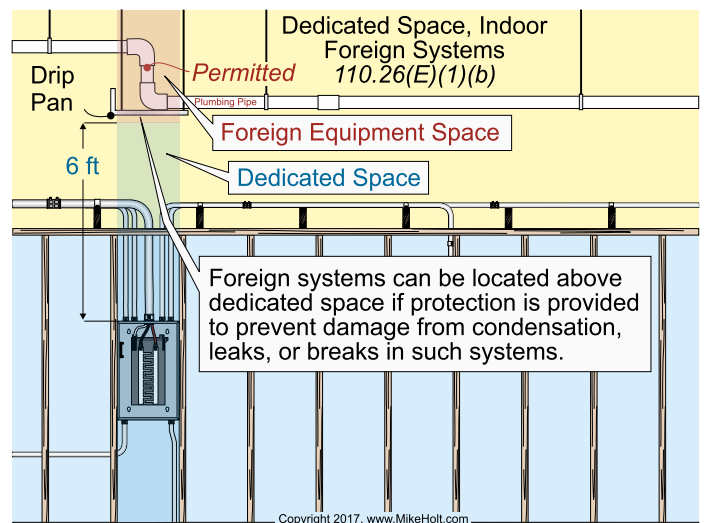 Dedicated Space, Indoor
Foreign Systems
110.26(E)(1)(b)
Drip
Pan
Permitted
Plumbing Pipe
Foreign Equipment Space
6 ft
Dedicated Space
Foreign systems can be located above
dedicated space if protection is provided
to prevent damage from condensation,
leaks, or breaks in such systems.
Copyright 2017, www.MikeHolt.com